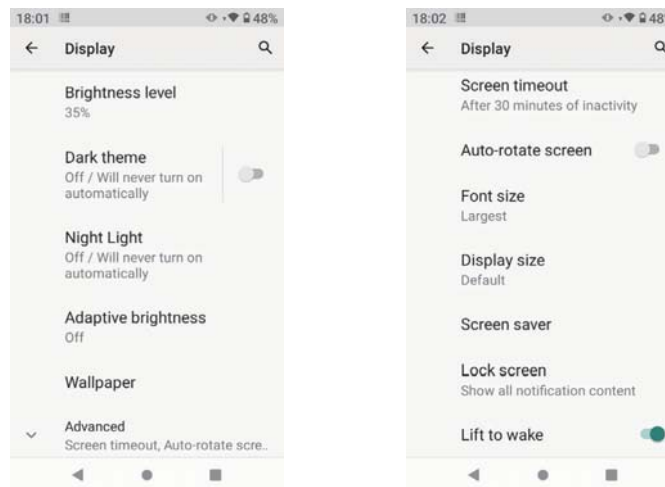 18:01 48%
Display
Brightness level
35%
Dark theme
Off / Will never turn on
automatically
Night Light
Off / Will never turn on
automatically
Adaptive brightness
Off
Wallpaper
Advanced
Screen timeout, Auto-rotate scre..
18:02 48
Display
Screen timeout
After 30 minutes of inactivity
Auto-rotate screen
Font size
Largest
Display size
Default
Screen saver
Lock screen
Show all notification content
Lift to wake